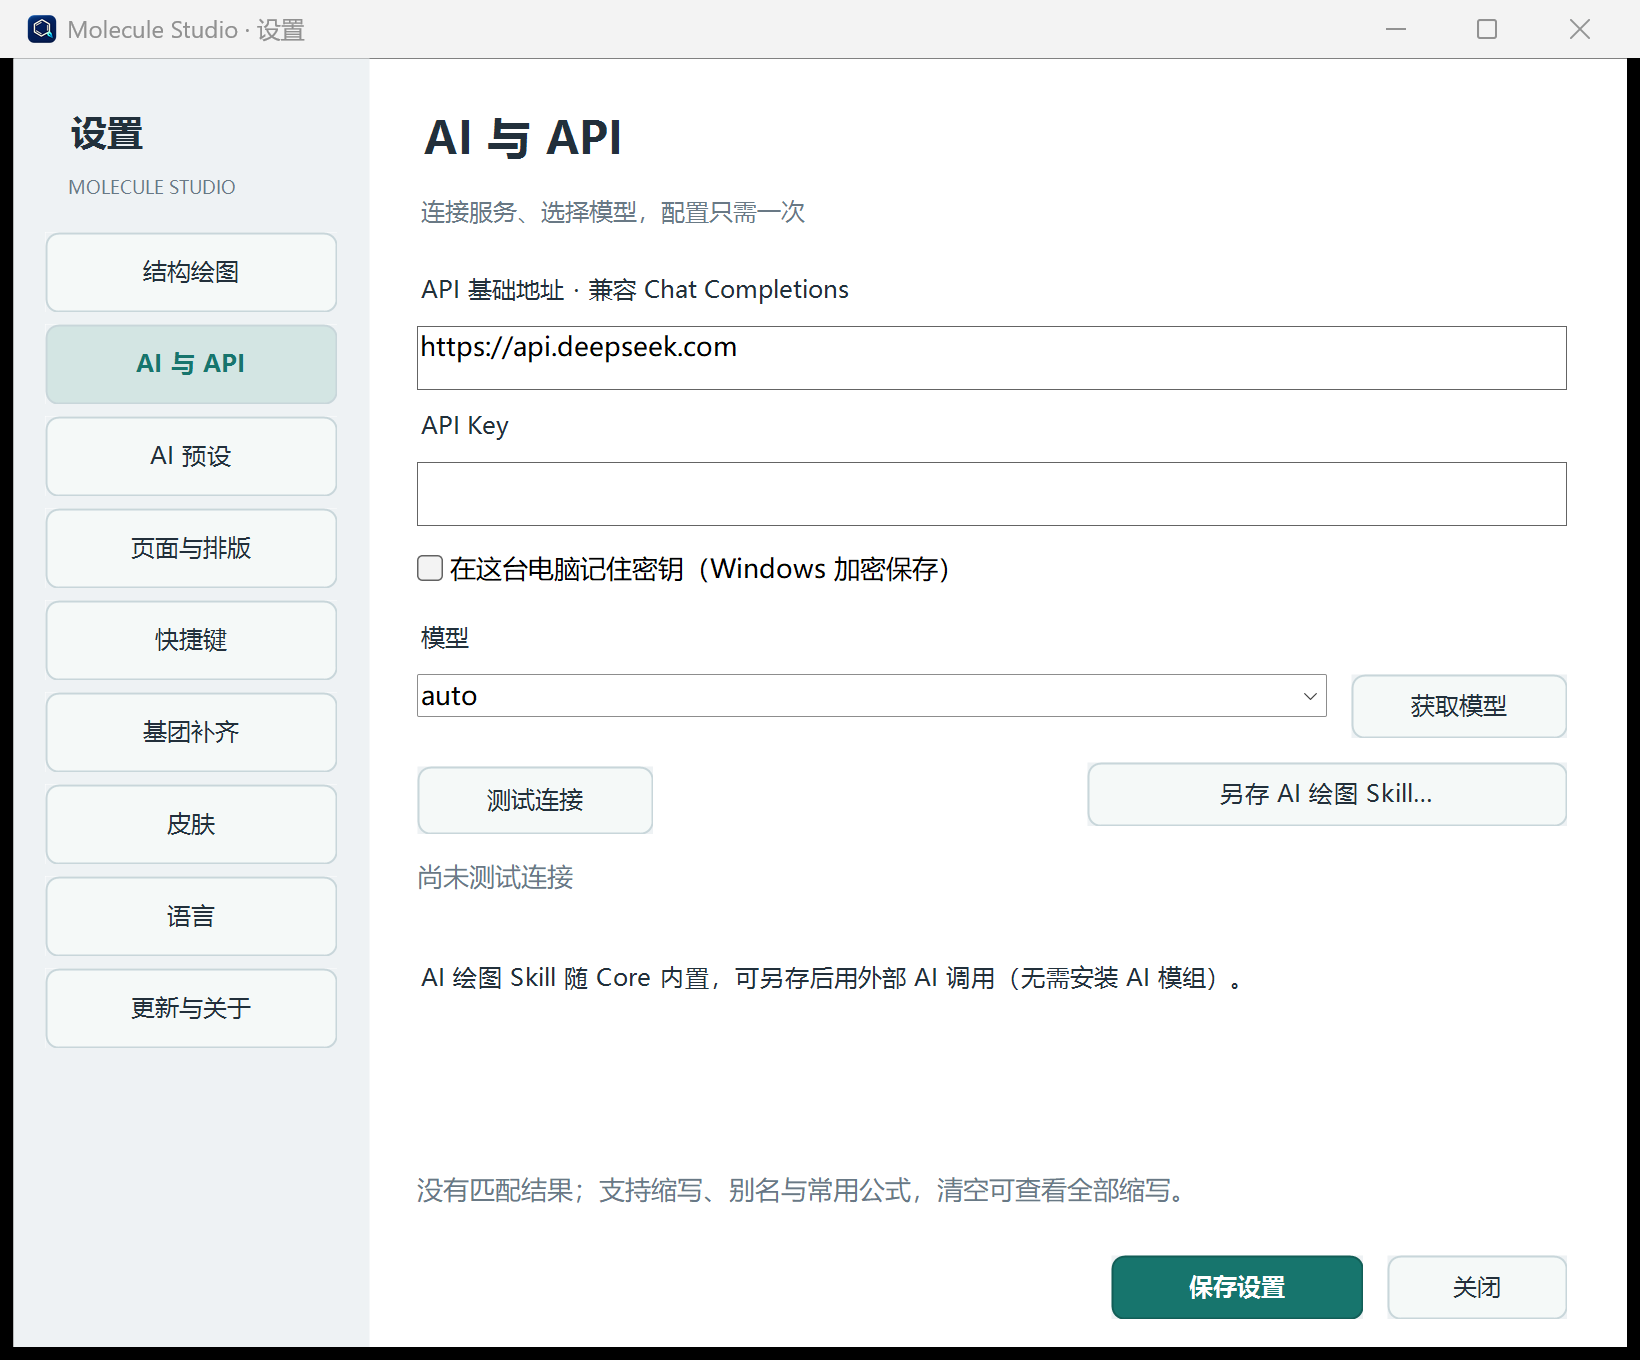 Molecule Studio · 设置
设置
MOLECULE STUDIO
结构绘图
AI 与 API
AI 预设
页面与排版
快捷键
基团补齐
皮肤
语言
更新与关于
AI 与 API
连接服务、选择模型，配置只需一次
API 基础地址 · 兼容 Chat Completions
https://api.deepseek.com
API Key
在这台电脑记住密钥（Windows 加密保存）
模型
auto
获取模型
测试连接
另存 AI 绘图 Skill...
尚未测试连接
AI 绘图 Skill 随 Core 内置，可另存后用外部 AI 调用（无需安装 AI 模组）。
没有匹配结果；支持缩写、别名与常用公式，清空可查看全部缩写。
保存设置
关闭